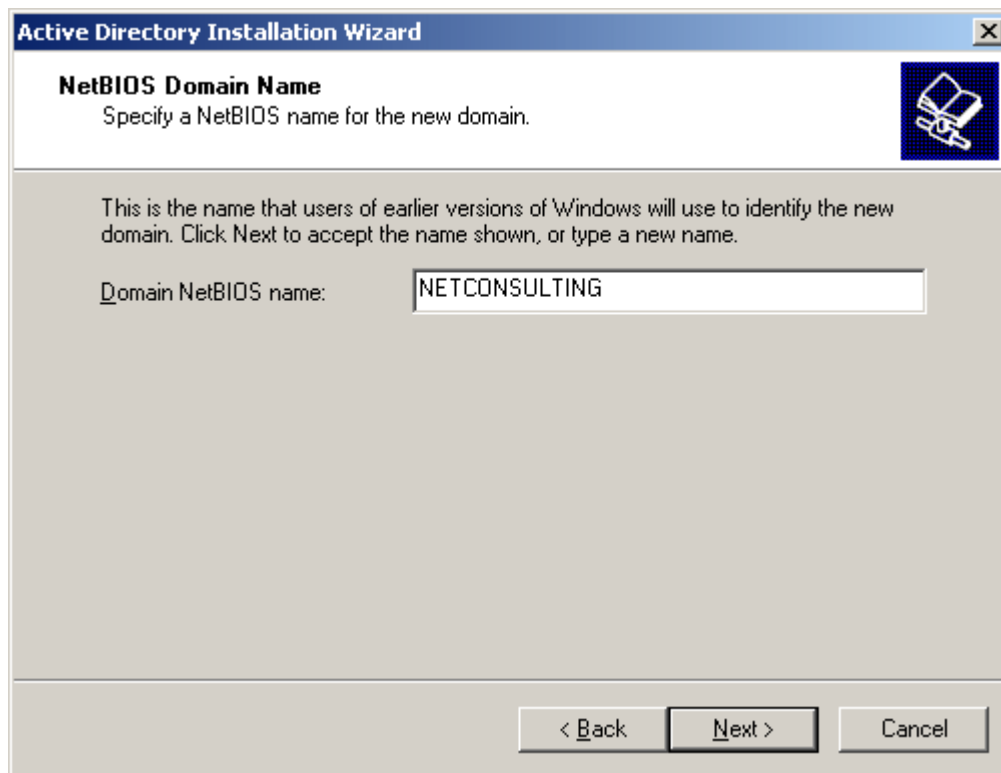 Active Directory Installation Wizard
NetBIOS Domain Name
Specify a NetBIOS name for the new domain.
This is the name that users of earlier versions of Windows will use to identify the new
domain. Click Next to accept the name shown, or type a new name.
Domain NetBIOS name: NETCONSULTING
< Back Next > Cancel